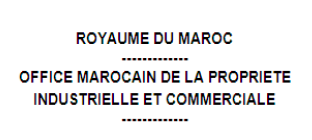 ROYAUME DU MAROC
-------------
OFFICE MAROCAIN DE LA PROPRIETE
INDUSTRIELLE ET COMMERCIALE
-------------